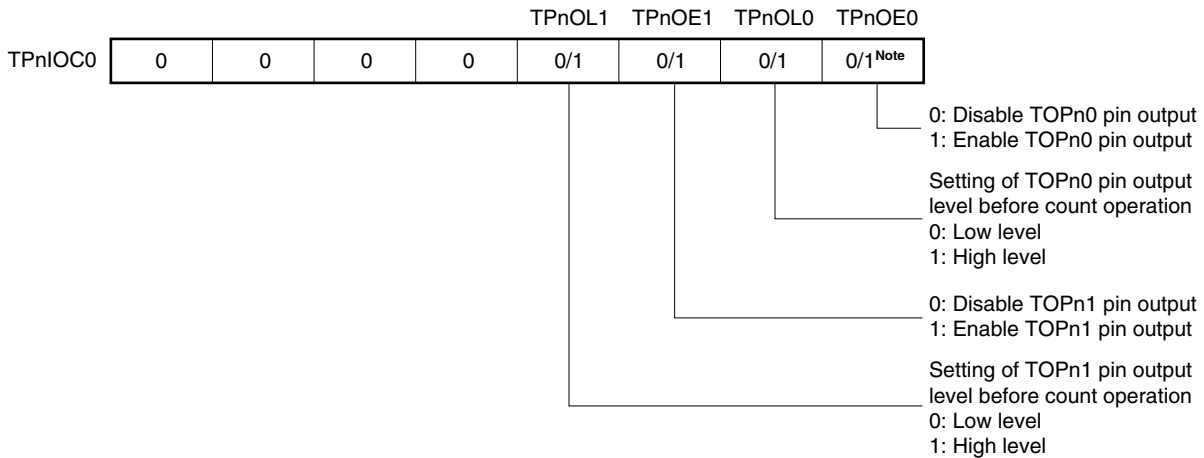 TPnOL1 TPnOE1 TPnOL0 TPnOE0
TPnIOC0 0 0 0 0 0/1 0/1 0/1 0/1Note
0: Disable TOPn0 pin output
1: Enable TOPn0 pin output
Setting of TOPn0 pin output
level before count operation
0: Low level
1: High level
0: Disable TOPn1 pin output
1: Enable TOPn1 pin output
Setting of TOPn1 pin output
level before count operation
0: Low level
1: High level